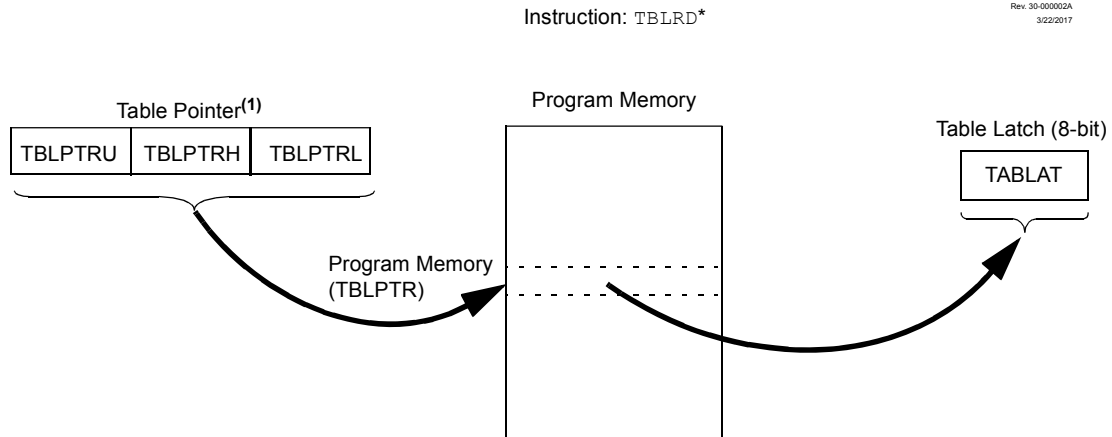 Instruction: TBLRD*
Rev. 30-000002A
3/22/2017
Table Pointer(1)
Program Memory
Table Latch (8-bit)
TBLPTRU TBLPTRH TBLPTRL
TABLAT
Program Memory
(TBLPTR)